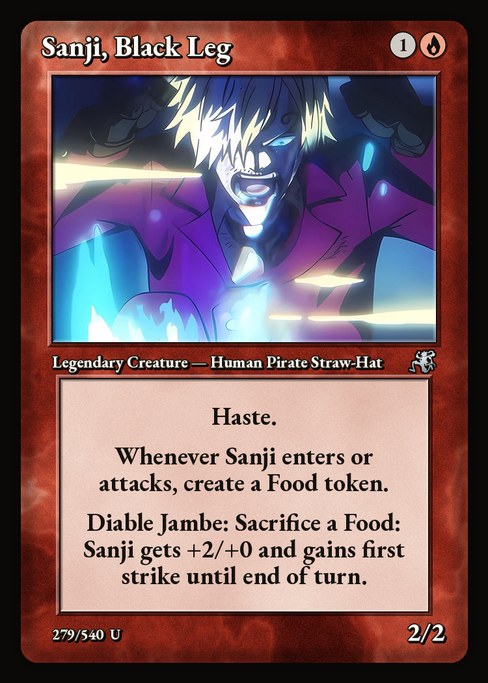 Sanji, Black Leg
1
Legendary Creature — Human Pirate Straw-Hat
Haste.
Whenever Sanji enters or
attacks, create a Food token.
Diable Jambe: Sacrifice a Food:
Sanji gets +2/+0 and gains first
strike until end of turn.
279/540 U
2/2